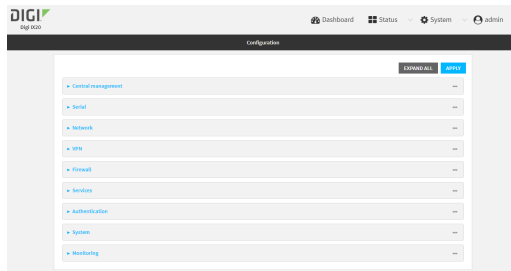 DIGI
Digi IX20
Dashboard Status System admin
Configuration
EXPAND ALL APPLY
Central management
Serial
Network
VPN
Firewall
Services
Authentication
System
Monitoring